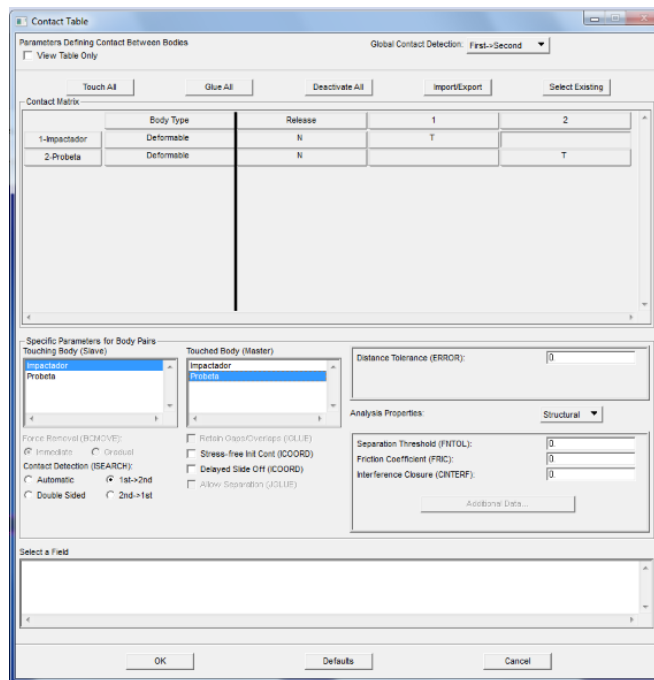 Contact Table
Parameters Defining Contact Between Bodies
Global Contact Detection: First->Second
View Table Only
Touch All Glue All Deactivate All Import/Export Select Existing
Contact Matrix
Body Type Release 1 2
1-Impactador Deformable N T
2-Probeta Deformable N T
Specific Parameters for Body Pairs
Touching Body (Slave) Touched Body (Master)
Impactador Impactador
Probeta Probeta
Distance Tolerance (ERROR): 0.
Analysis Properties: Structural
Force Removal (BCMOVE): Retain Gaps/Overlaps (IGLUE)
Immediate Gradual Stress-free Init Cont (ICOORD)
Separation Threshold (FNTOL): 0.
Contact Detection (ISEARCH): Delayed Slide Off (ICOORD)
Friction Coefficient (FRIC): 0.
Automatic 1st->2nd Allow Separation (JGLUE)
Interference Closure (CINTERF): 0.
Double Sided 2nd->1st
Additional Data...
Select a Field
OK Defaults Cancel